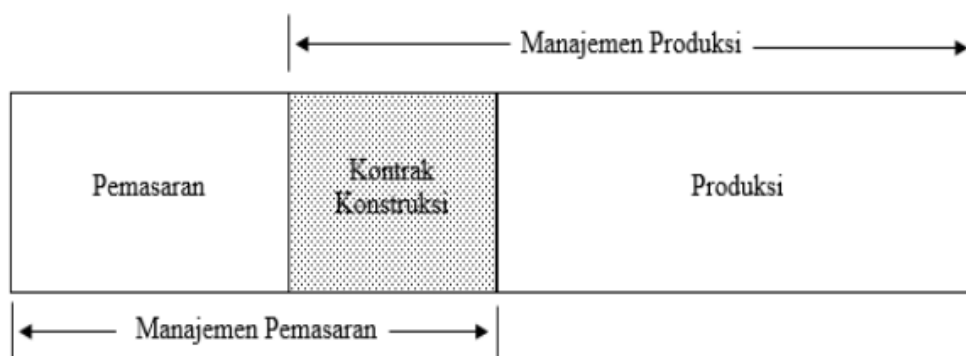 Manajemen Produksi
Pemasaran
Kontrak
Konstruksi
Produksi
Manajemen Pemasaran